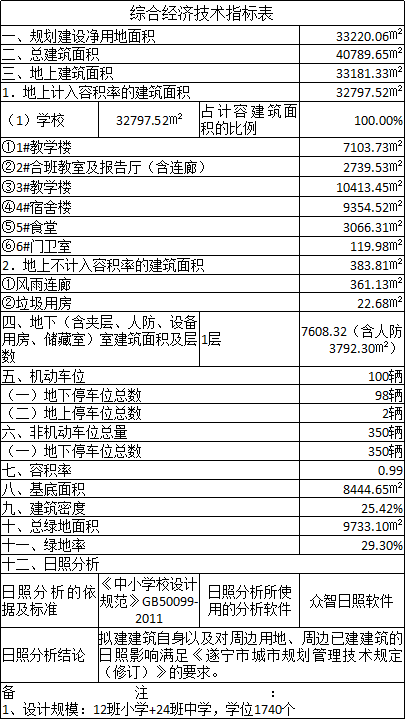 综合经济技术指标表
一、规划建设净用地面积 33220.06㎡
二、总建筑面积 40789.65㎡
三、地上建筑面积 33181.33㎡
1. 地上计入容积率的建筑面积 32797.52㎡
（1）学校 32797.52㎡ 占计容建筑面积的比例 100.00%
①1#教学楼 7103.73㎡
②2#合班教室及报告厅（含连廊） 2739.53㎡
③3#教学楼 10413.45㎡
④4#宿舍楼 9354.52㎡
⑤5#食堂 3066.31㎡
⑥6#门卫室 119.98㎡
2. 地上不计入容积率的建筑面积 383.81㎡
①风雨连廊 361.13㎡
②垃圾用房 22.68㎡
四、地下（含夹层、人防、设备用房、储藏室）室建筑面积及层数 1层 7608.32（含人防3792.30㎡）
五、机动车位 100辆
（一）地下停车位总数 98辆
（二）地上停车位总数 2辆
六、非机动车位总量 350辆
（一）地下停车位总数 350辆
七、容积率 0.99
八、基底面积 8444.65㎡
九、建筑密度 25.42%
十、总绿地面积 9733.10㎡
十一、绿地率 29.30%
十二、日照分析
日照分析的依据及标准 《中小学校设计规范》GB50099-2011 日照分析所使用的分析软件 众智日照软件
日照分析结论 拟建建筑自身以及对周边用地、周边已建建筑的日照影响满足《遂宁市城市规划管理技术规定（修订）》的要求。
备注：
1、设计规模：12班小学+24班中学，学位1740个